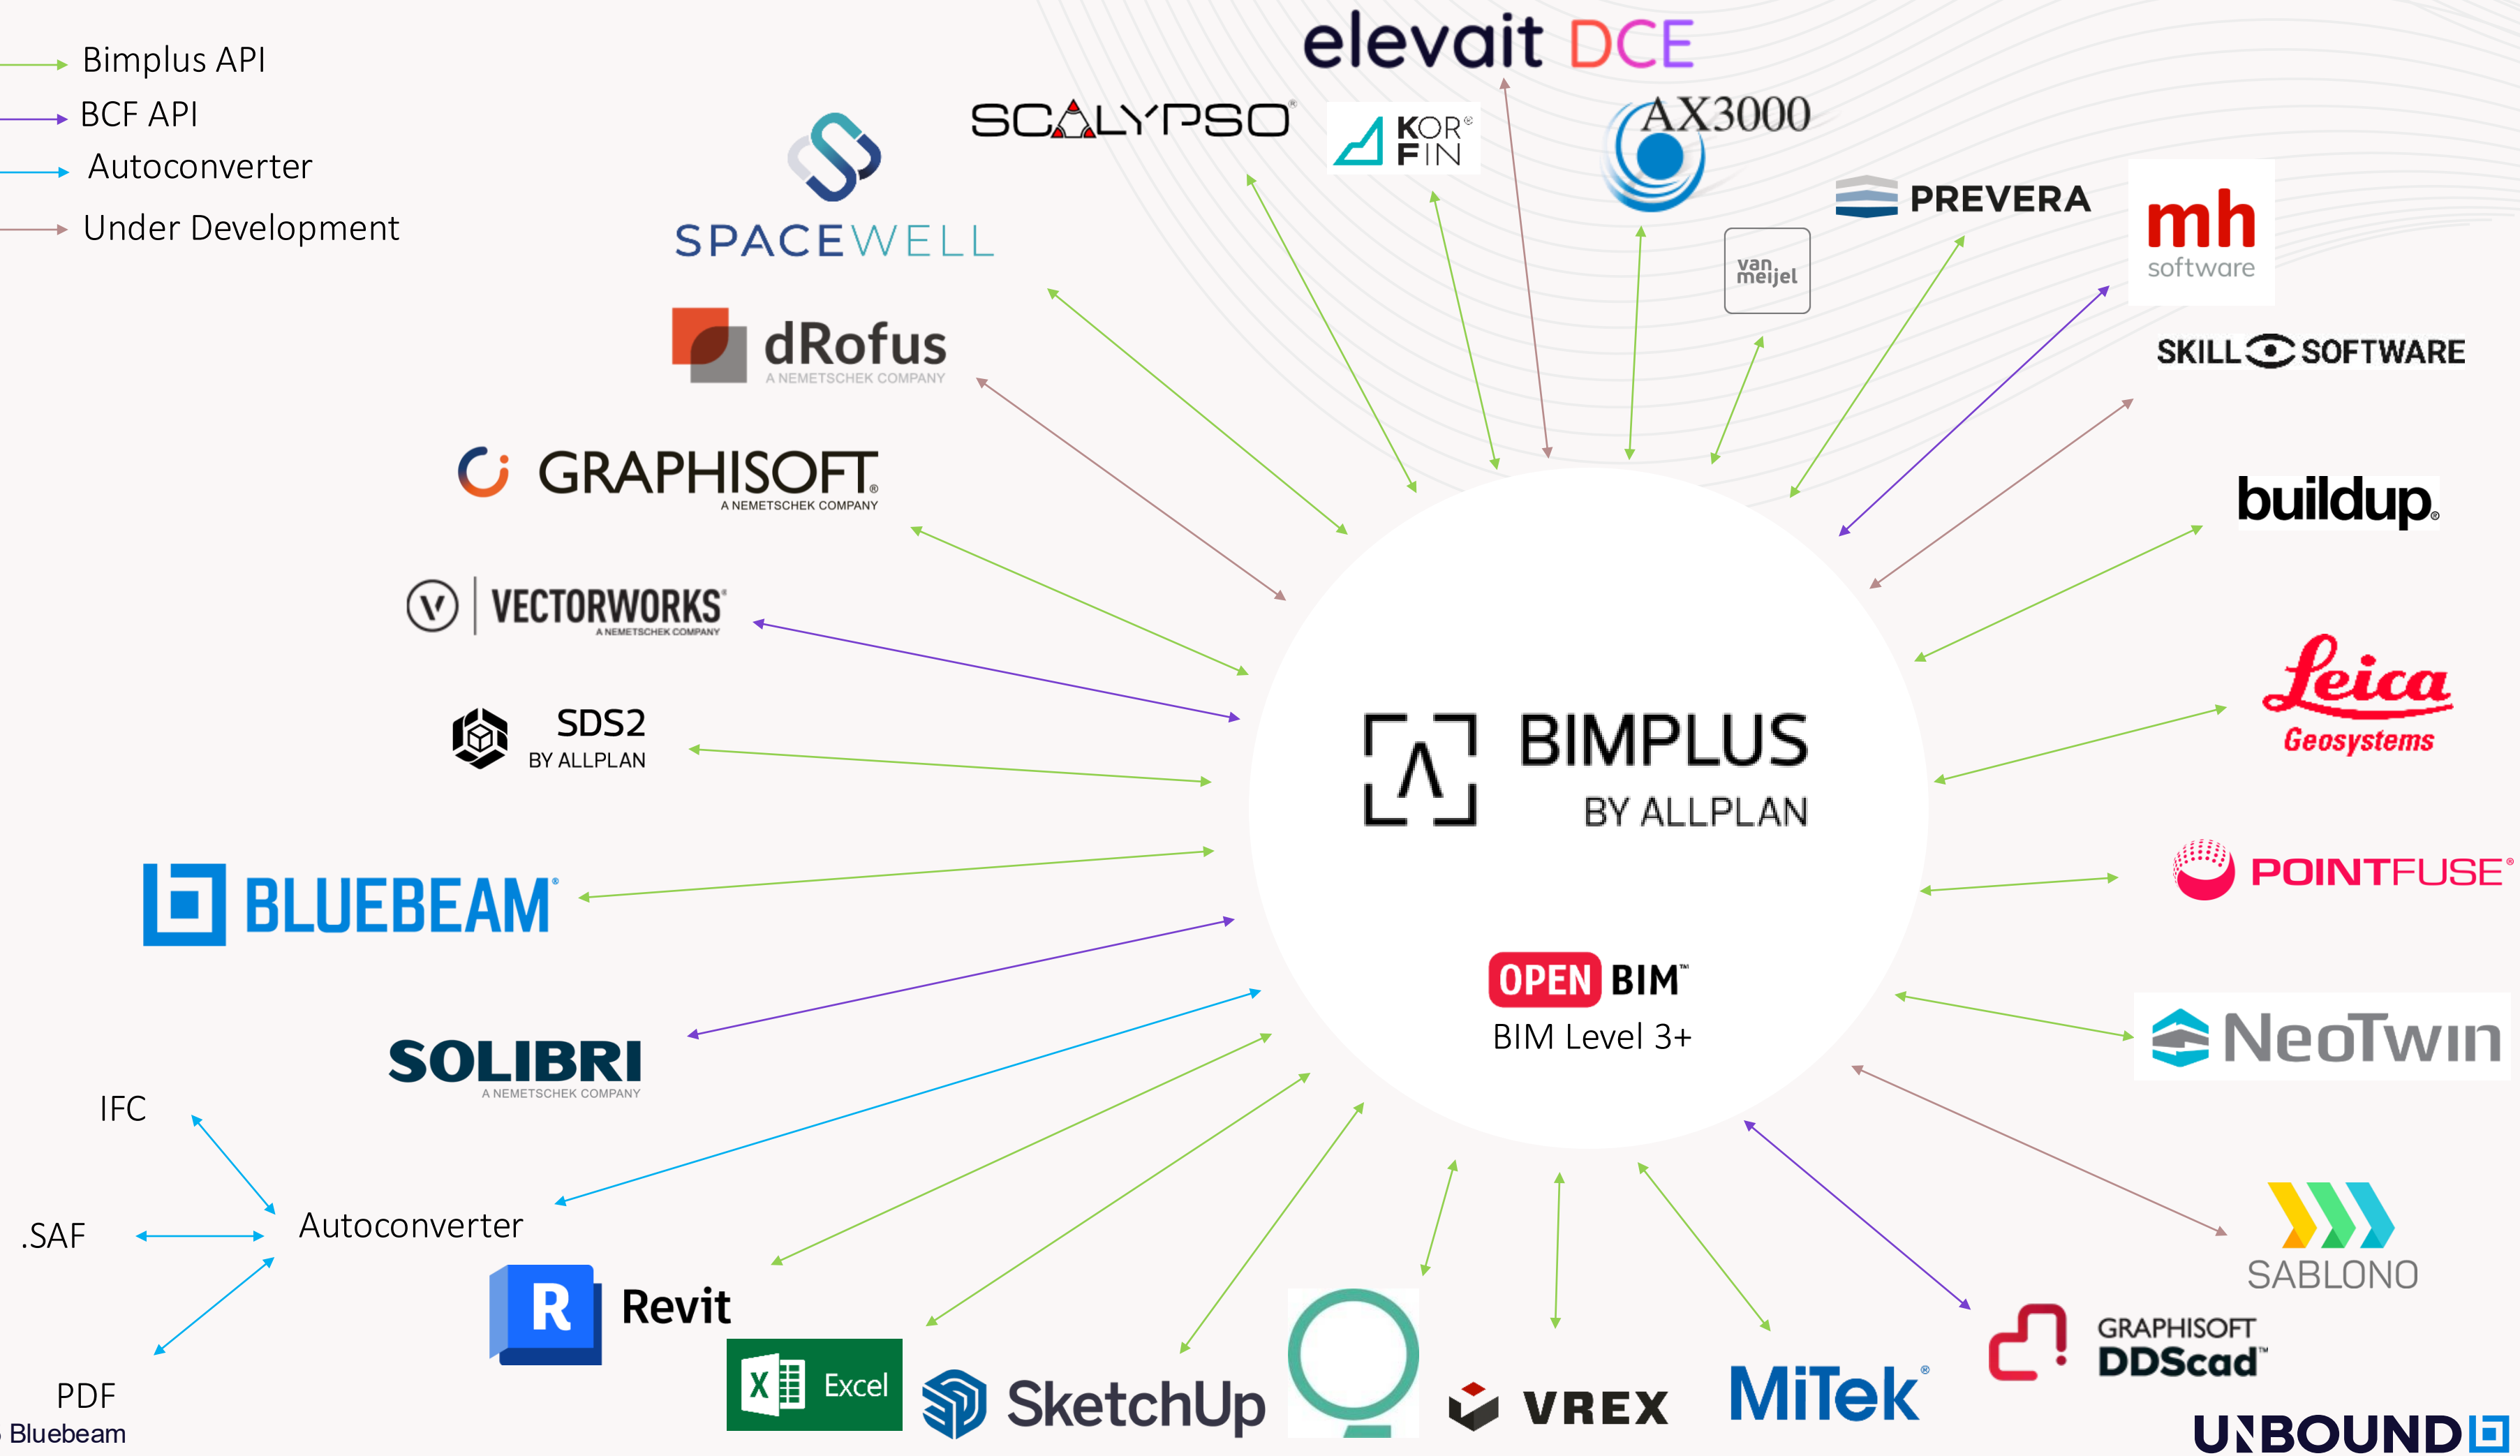 Bimplus API
BCF API
Autoconverter
Under Development
elevait DCE
SCALYPSO®
KOR®
FIN
AX3000
SPACEWELL
PREVERA
van
meijel
mh
software
dRofus
A NEMETSCHEK COMPANY
SKILL SOFTWARE
GRAPHISOFT®
A NEMETSCHEK COMPANY
buildup®
V VECTORWORKS®
A NEMETSCHEK COMPANY
SDS2
BY ALLPLAN
Leica
Geosystems
BIMPLUS
BY ALLPLAN
BLUEBEAM®
POINTFUSE®
OPEN BIM™
BIM Level 3+
SOLIBRI
A NEMETSCHEK COMPANY
NeoTwin
IFC
.SAF
Autoconverter
PDF
R Revit
X Excel
SketchUp
VREX
MiTek®
GRAPHISOFT
DDScad™
SABLONO
Bluebeam
UNBOUND